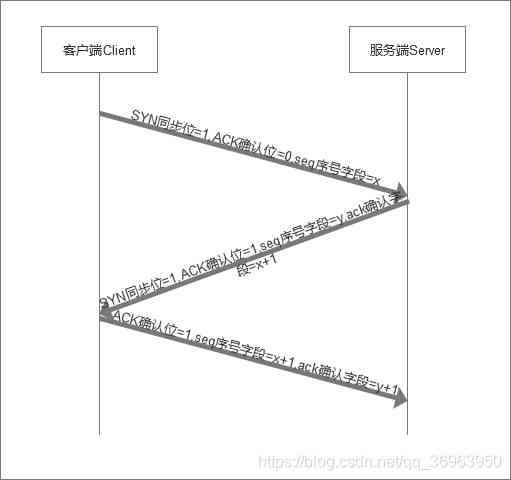 客户端Client
服务端Server
SYN同步位=1,ACK确认位=0,seq序号字段=x
SYN同步位=1,ACK确认位=1,seq序号字段=y,ack确认字
段=x+1
ACK确认位=1,seq序号字段=x+1,ack确认字段=y+1
https://blog.csdn.net/qq_36963950